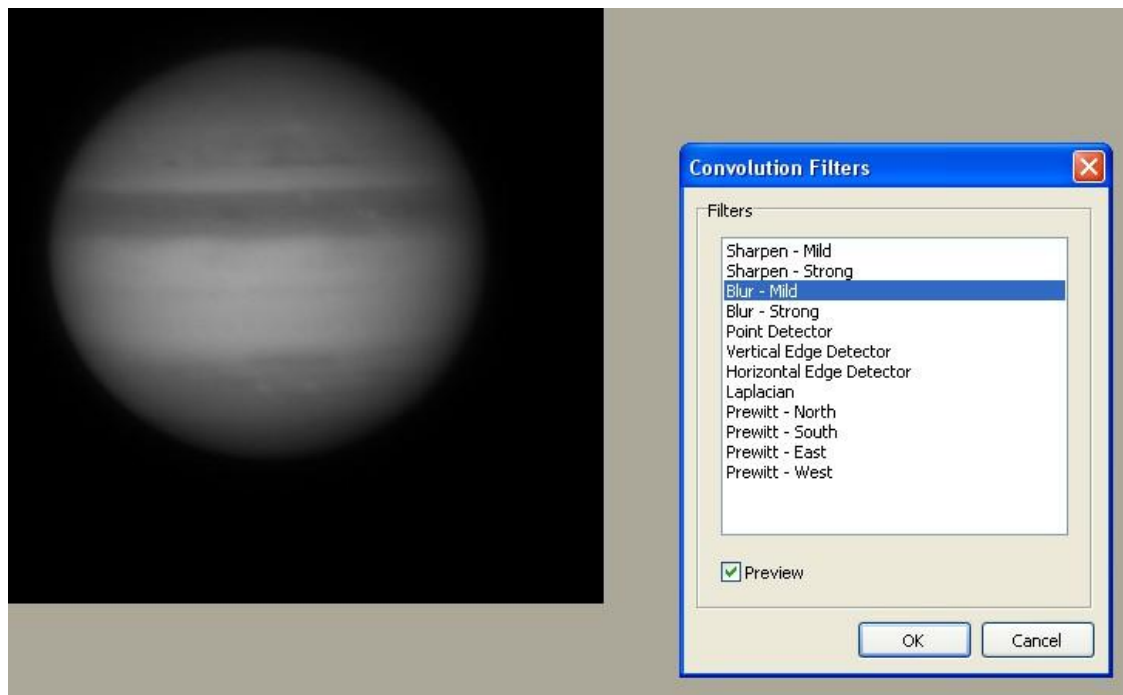 Convolution Filters
Filters
Sharpen - Mild
Sharpen - Strong
Blur - Mild
Blur - Strong
Point Detector
Vertical Edge Detector
Horizontal Edge Detector
Laplacian
Prewitt - North
Prewitt - South
Prewitt - East
Prewitt - West
Preview
OK Cancel